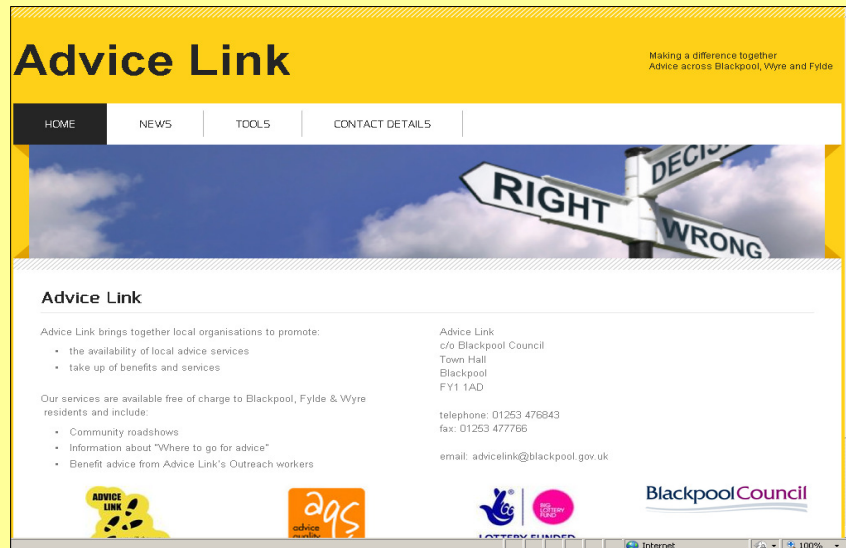 Advice Link
Making a difference together
Advice across Blackpool, Wyre and Fylde
HOME
NEWS
TOOLS
CONTACT DETAILS
DECISI
RIGHT
WRONG
Advice Link
Advice Link brings together local organisations to promote:
• the availability of local advice services
• take up of benefits and services
Our services are available free of charge to Blackpool, Fylde & Wyre
residents and include:
• Community roadshows
• Information about "Where to go for advice"
• Benefit advice from Advice Link's Outreach workers
Advice Link
c/o Blackpool Council
Town Hall
Blackpool
FY1 1AD
telephone: 01253 476843
fax: 01253 477766
email: advicelink@blackpool.gov.uk
ADVICE
LINK
aqs
advice
quality
BIG
LOTTERY
FUND
LOTTERY FUNDED
BlackpoolCouncil
Internet
100%